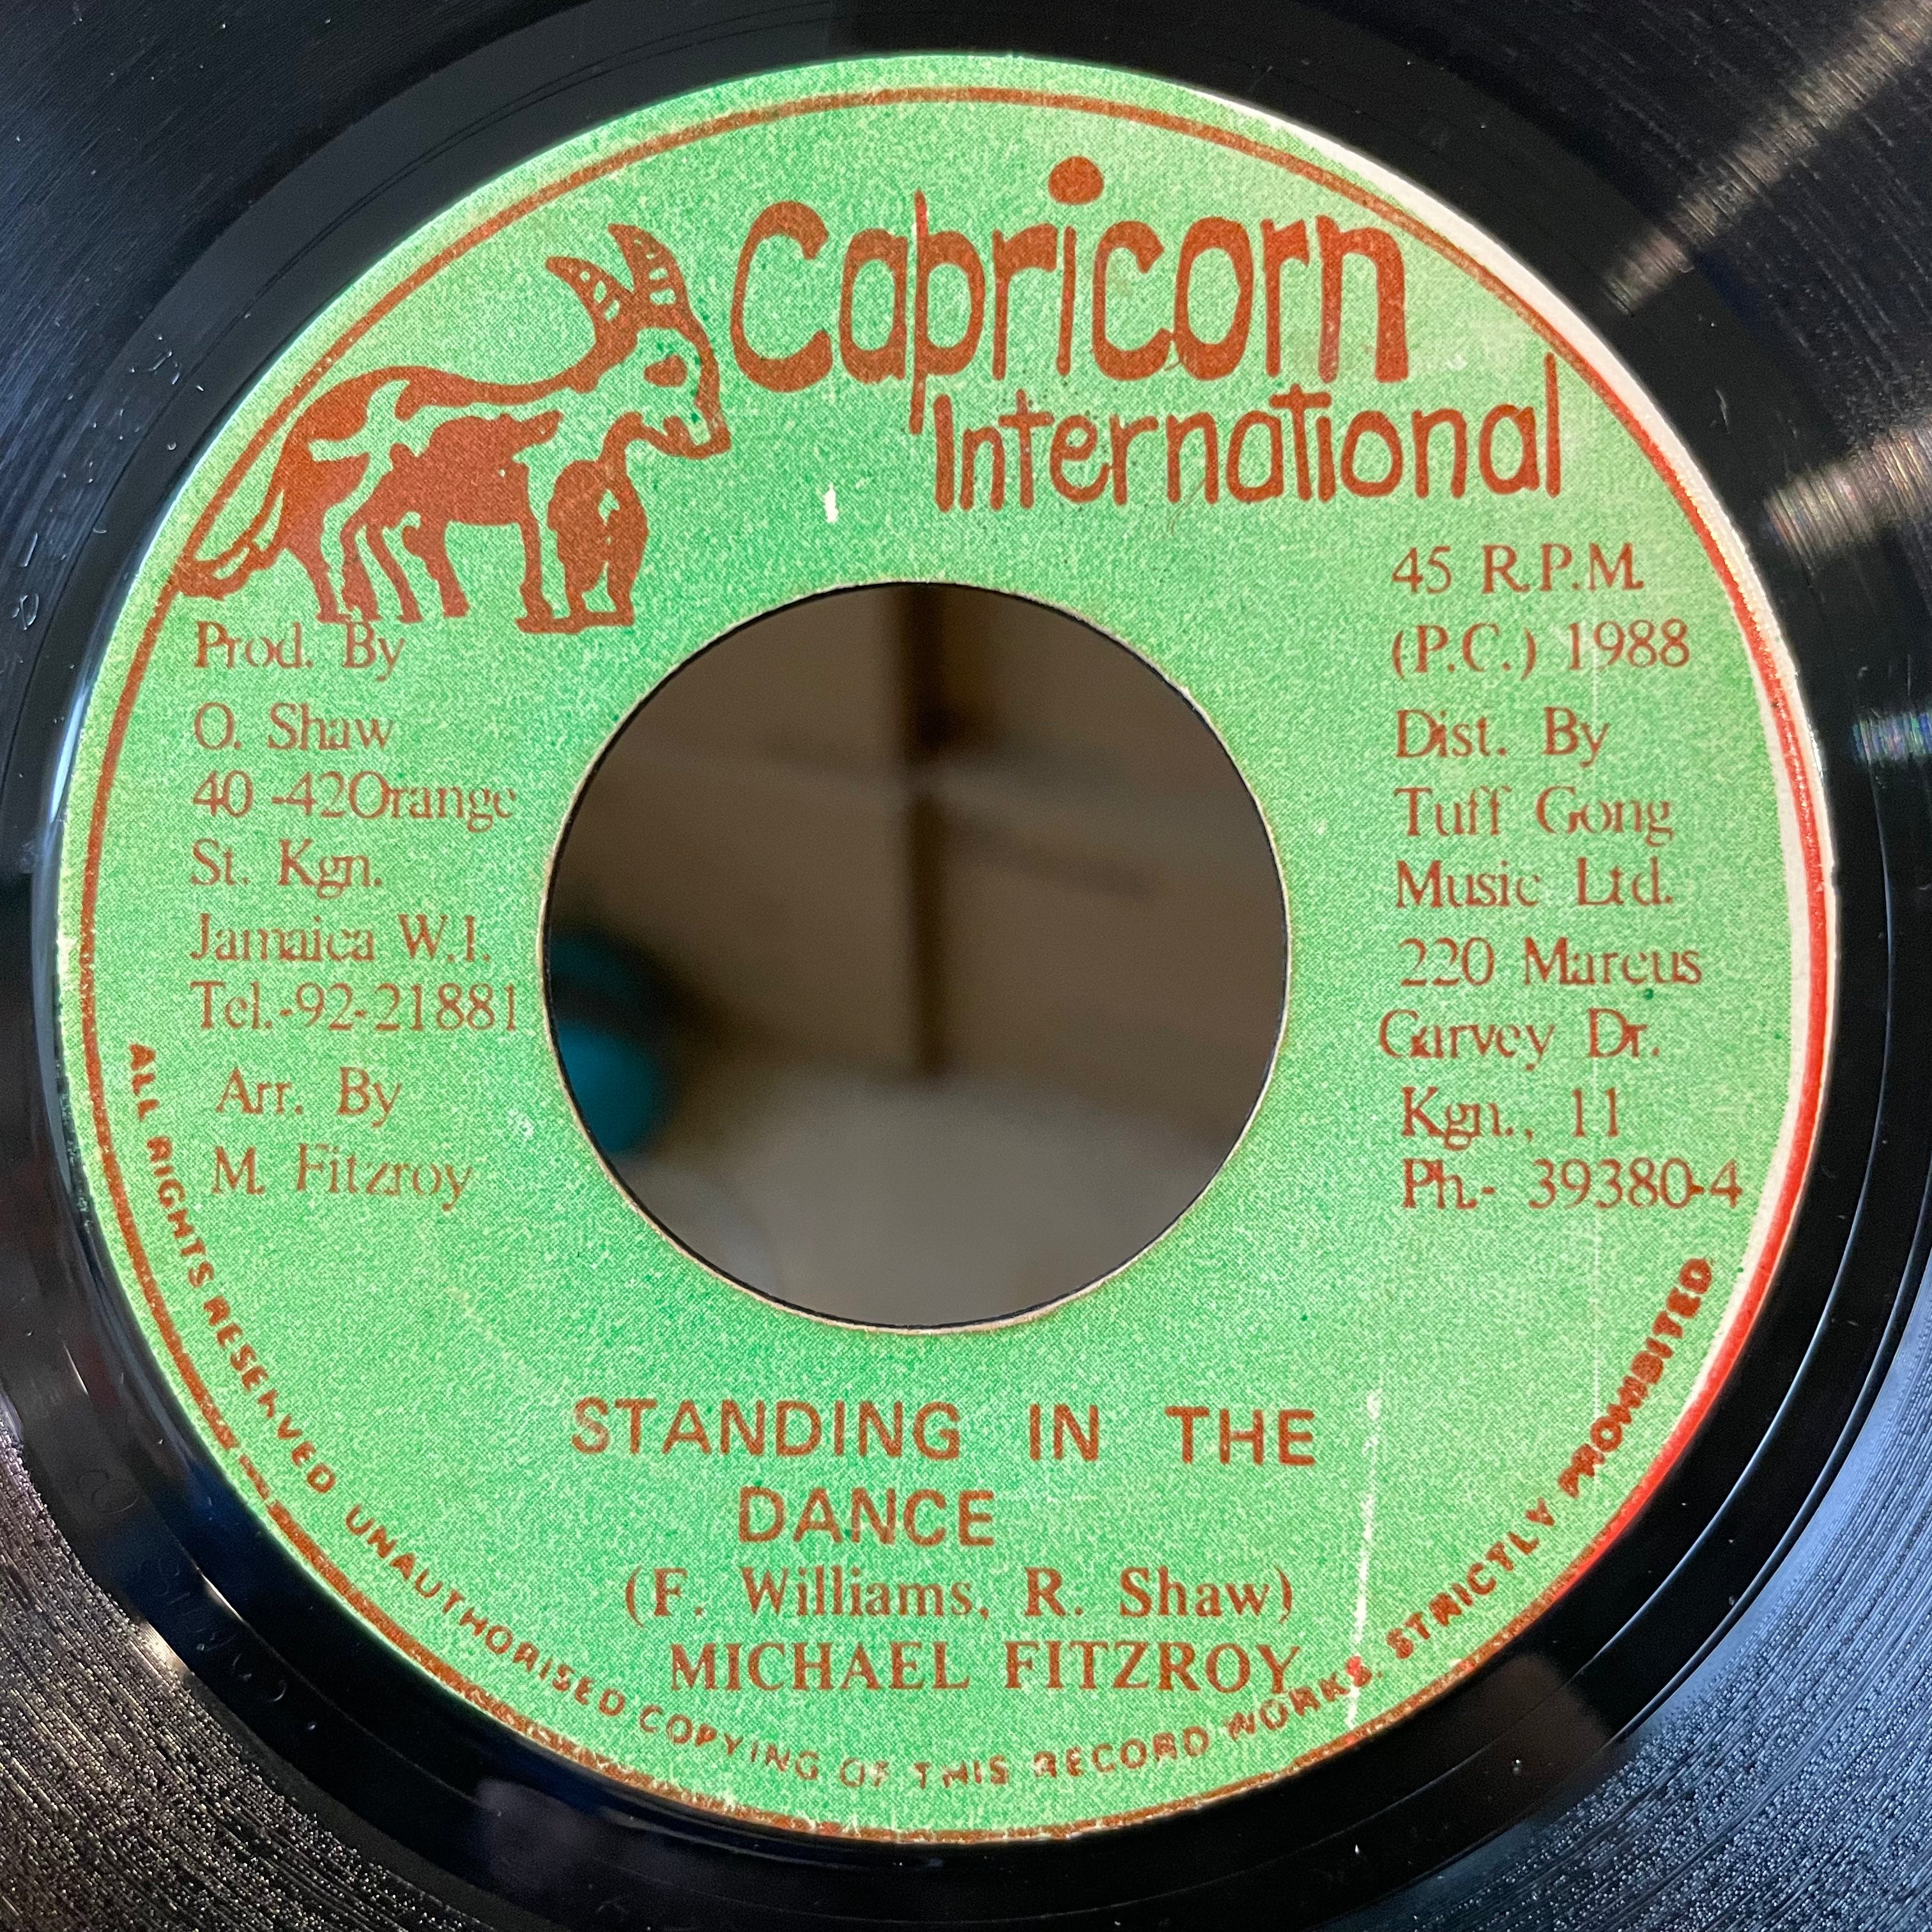 Capricorn
International
45 R.P.M.
(P.C.) 1988
Dist. By
Tuff Gong
Music Ltd.
220 Marcus
Garvey Dr.
Kgn., 11
Ph.- 39380-4
Prod. By
O. Shaw
40 -42Orange
St. Kgn.
Jamaica W.I.
Tel.-92-21881
Arr. By
M. Fitzroy
STANDING IN THE
DANCE
(F. Williams, R. Shaw)
MICHAEL FITZROY
ALL RIGHTS RESERVED UNAUTHORISED COPYING OF THIS RECORD WORKS. STRICTLY PROHIBITED